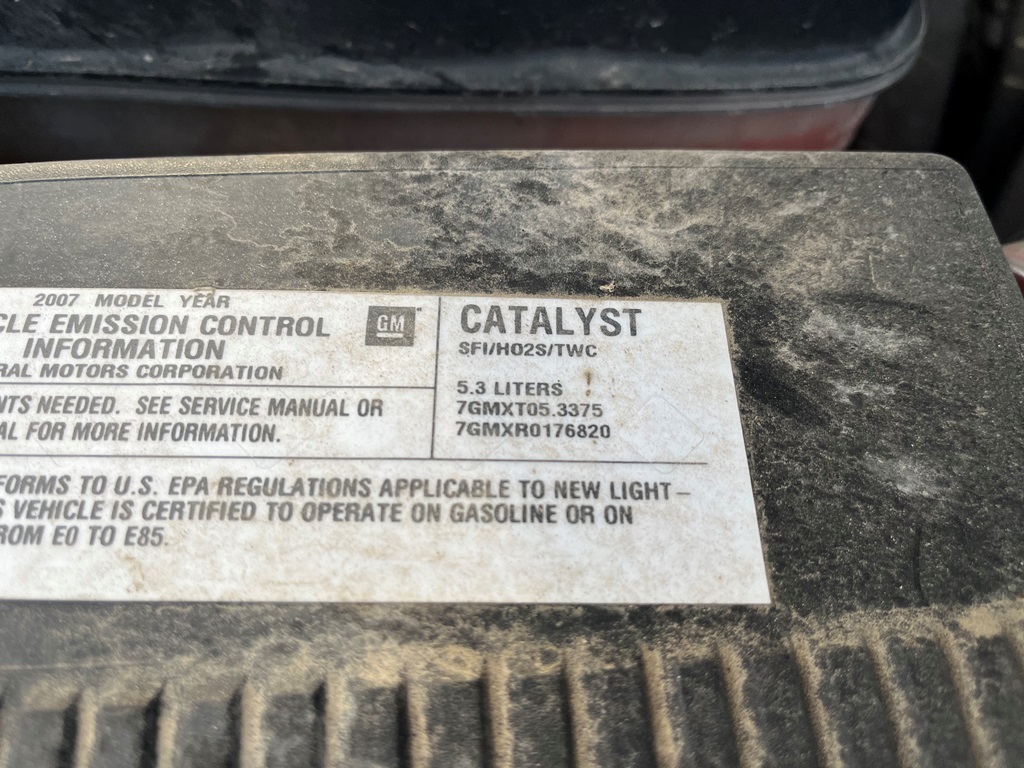 2007 MODEL YEAR
CLE EMISSION CONTROL
INFORMATION
RAL MOTORS CORPORATION
GM
NTS NEEDED. SEE SERVICE MANUAL OR
AL FOR MORE INFORMATION.
CATALYST
SFI/HO2S/TWC
5.3 LITERS
7GMXT05.3375
7GMXR0176820
FORMS TO U.S. EPA REGULATIONS APPLICABLE TO NEW LIGHT-
S VEHICLE IS CERTIFIED TO OPERATE ON GASOLINE OR ON
ROM E0 TO E85.